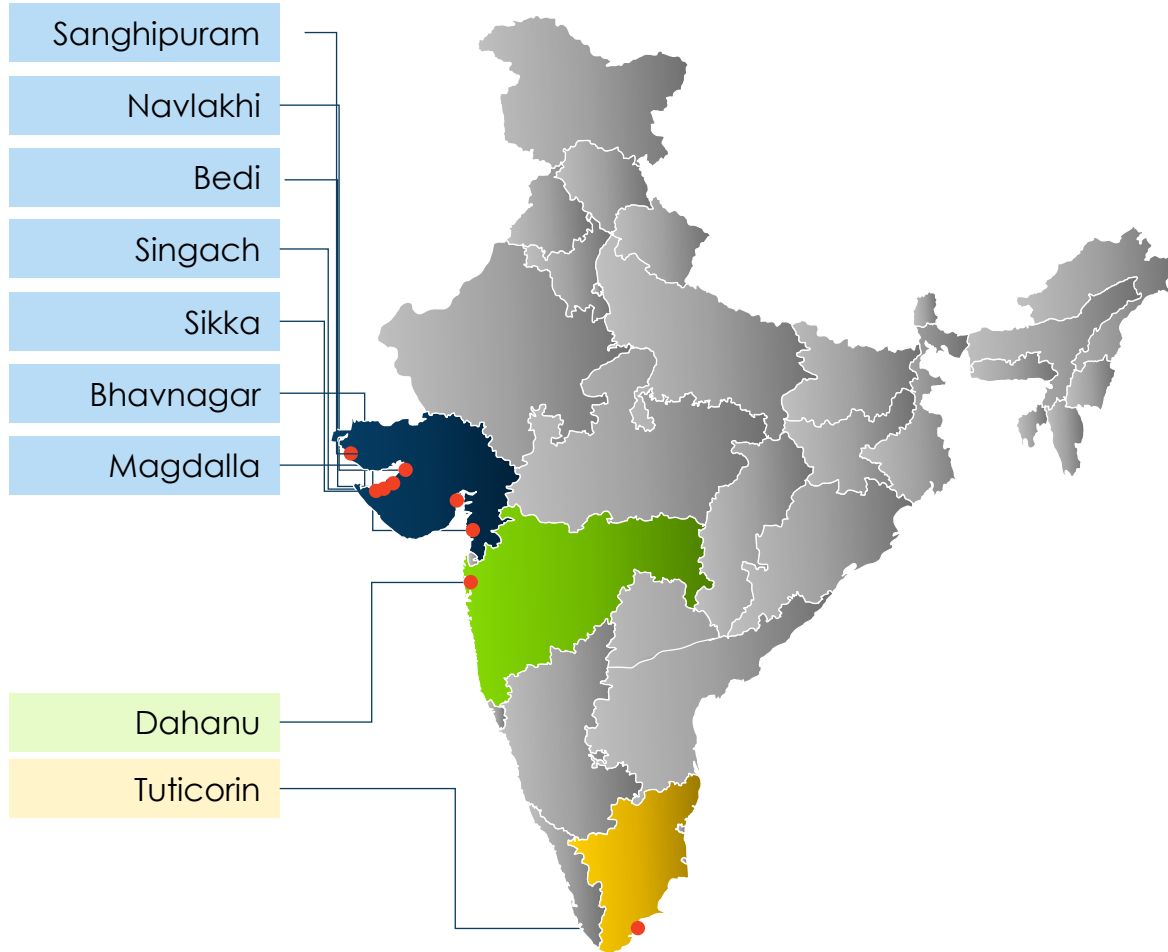 Sanghipuram
Navlakhi
Bedi
Singach
Sikka
Bhavnagar
Magdalla
Dahanu
Tuticorin